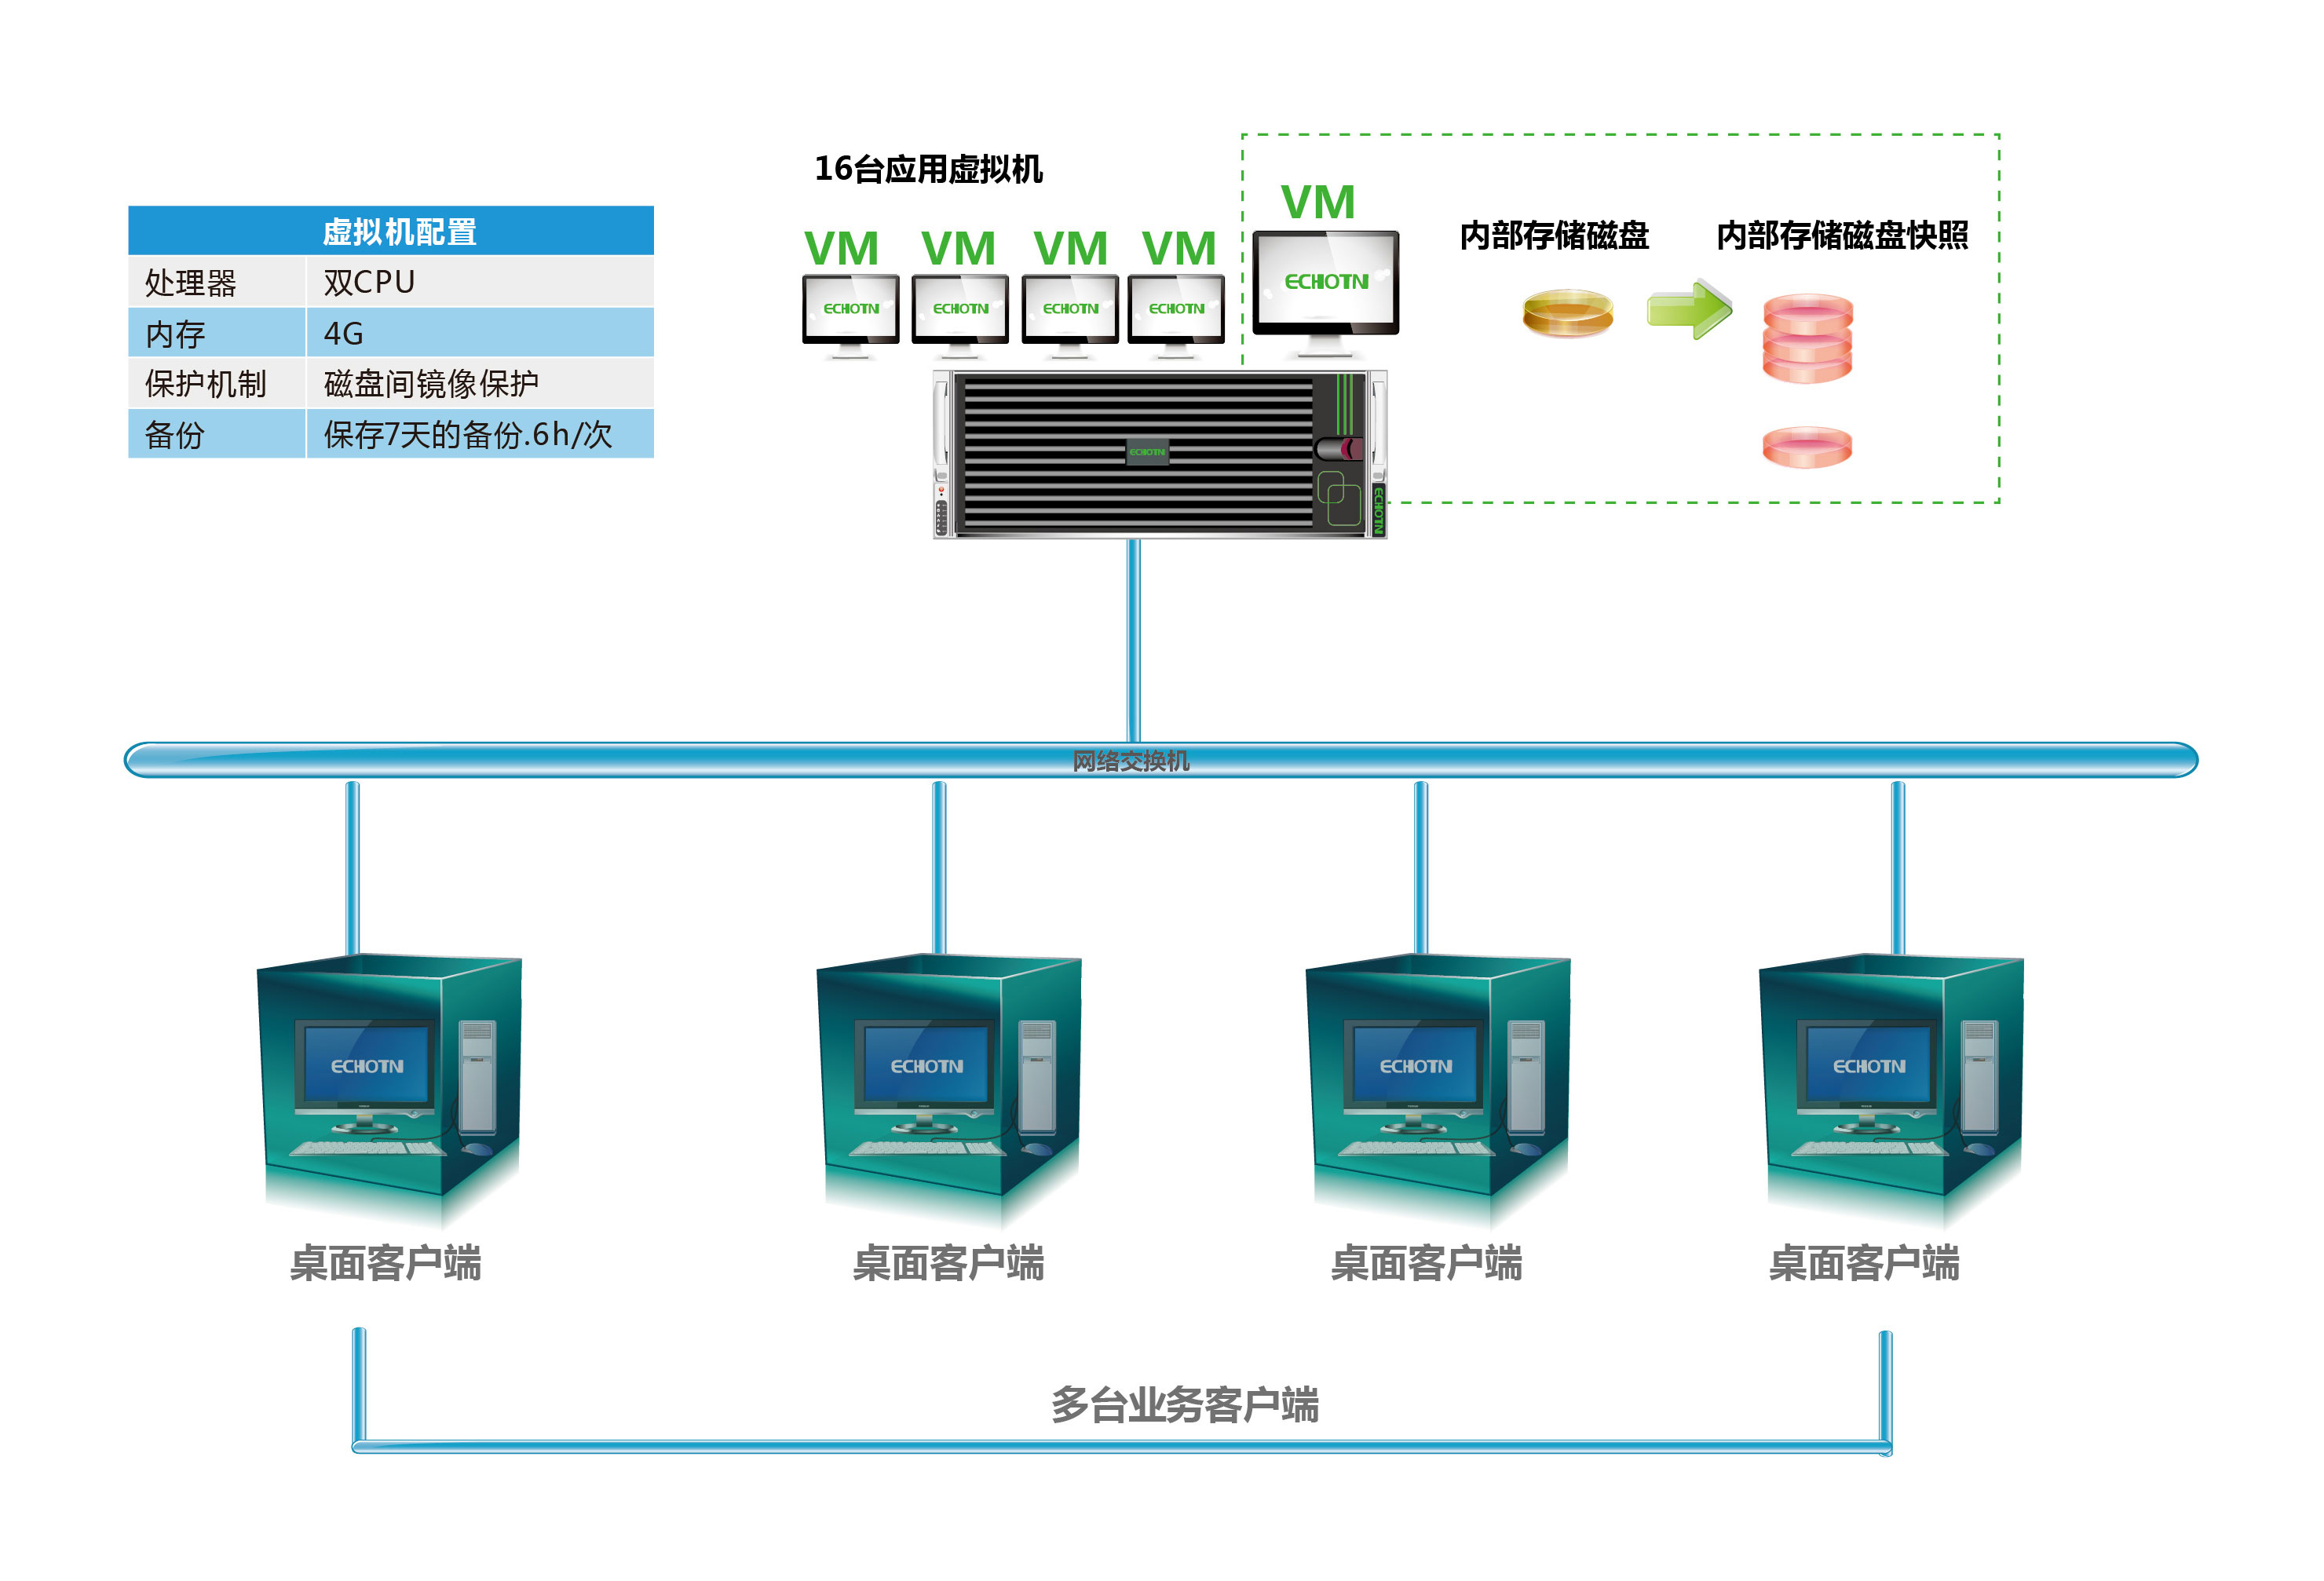 16台应用虚拟机
VM
VM
VM
VM
VM
ECHOTN
ECHOTN
ECHOTN
ECHOTN
ECHOTN
内部存储磁盘
内部存储磁盘快照
虚拟机配置
处理器 双CPU
内存 4G
保护机制 磁盘间镜像保护
备份 保存7天的备份.6h/次
ECHOTN
ECHOTN
网络交换机
ECHOTN
ECHOTN
ECHOTN
ECHOTN
桌面客户端
桌面客户端
桌面客户端
桌面客户端
多台业务客户端